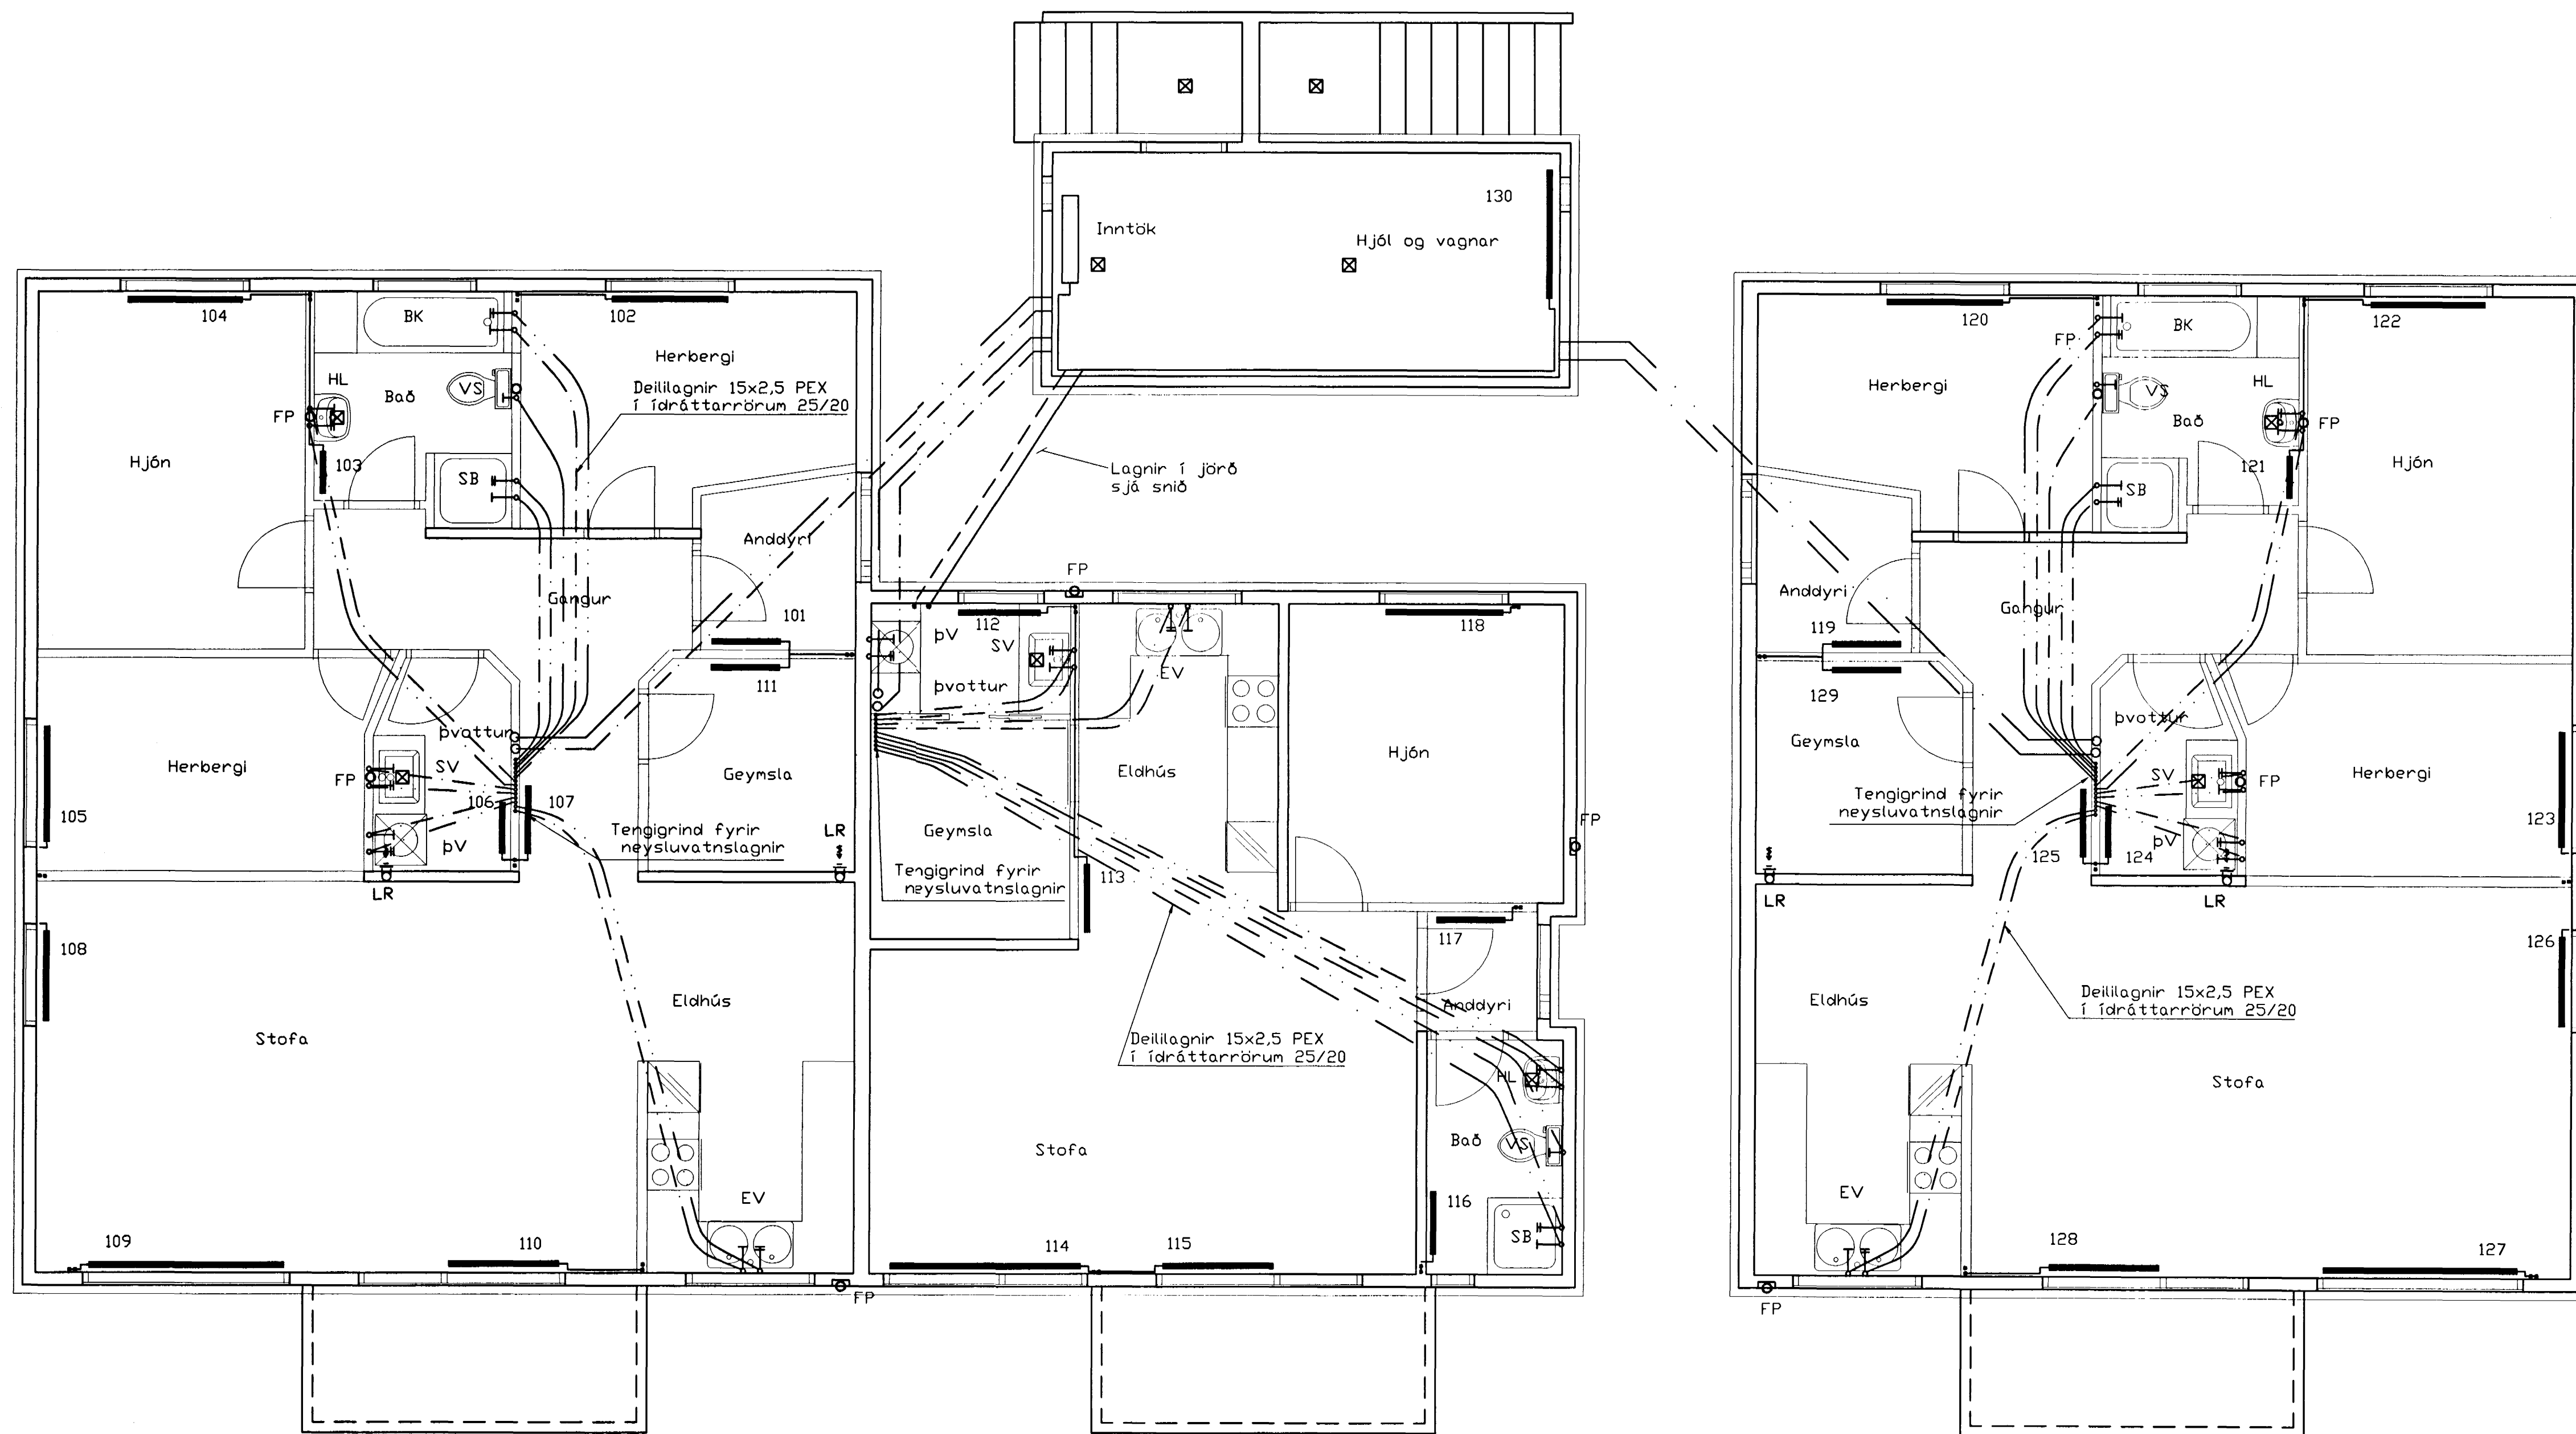 130
Inntök
Hjól og vagnar
104
BK
102
Herbergi
Deililagnir 15x2,5 PEX
í ídráttarrörum 25/20
HL
Bað
VS
FP
Hjón
103
SB
Lagnir í jörð
sjá snið
Anddyri
Gangur
101
111
Herbergi
þvottur
SV
FP
Geymsla
105
106
107
Tengigrind fyrir
neysluvatnslagnir
LR
þV
LR
108
Eldhús
Stofa
EV
109
110
FP
FP
112
118
þV
SV
þvottur
EV
Eldhús
Hjón
Geymsla
FP
Tengigrind fyrir
neysluvatnslagnir
113
117
Anddyri
Deililagnir 15x2,5 PEX
í ídráttarrörum 25/20
HL
Bað
VS
Stofa
116
SB
114
115
120
BK
122
FP
Herbergi
VS
HL
Bað
FP
121
Hjón
SB
Anddyri
Gangur
119
129
þvottur
Geymsla
SV
FP
Herbergi
Tengigrind fyrir
neysluvatnslagnir
123
þV
125
124
LR
LR
126
Eldhús
Deililagnir 15x2,5 PEX
í ídráttarrörum 25/20
Stofa
EV
128
127
FP